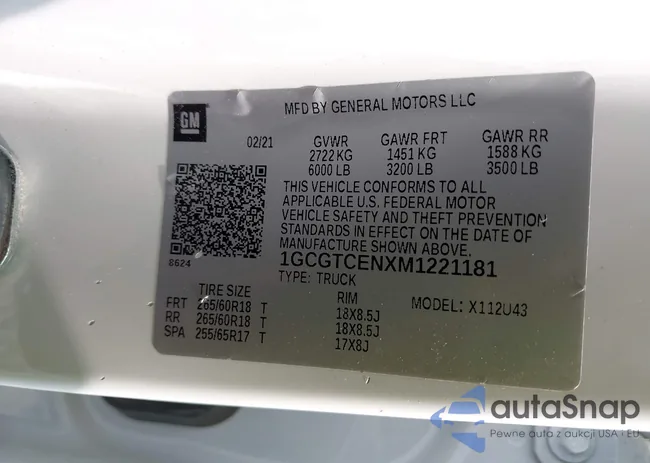 MFD BY GENERAL MOTORS LLC
GM
02/21 GVWR GAWR FRT GAWR RR
2722 KG 1451 KG 1588 KG
6000 LB 3200 LB 3500 LB
THIS VEHICLE CONFORMS TO ALL
APPLICABLE U.S. FEDERAL MOTOR
VEHICLE SAFETY AND THEFT PREVENTION
STANDARDS IN EFFECT ON THE DATE OF
MANUFACTURE SHOWN ABOVE.
8624
1GCGTCENXM1221181
TYPE: TRUCK
TIRE SIZE RIM MODEL: X112U43
FRT 265/60R18 T 18X8.5J
RR 265/60R18 T 18X8.5J
SPA 255/65R17 T 17X8J
autaSnap
Pewne auta z aukcji USA i EU